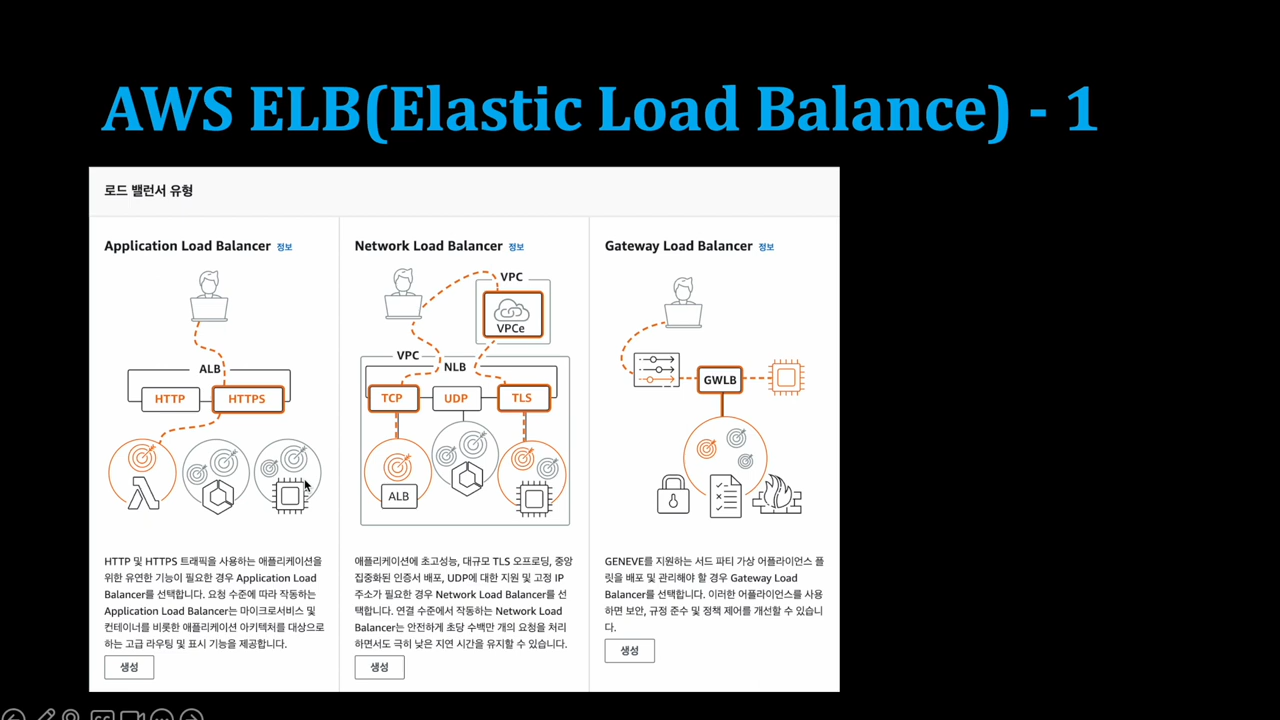 AWS ELB(Elastic Load Balance) - 1
로드 밸런서 유형
Application Load Balancer 정보
ALB
HTTP
HTTPS
HTTP 및 HTTPS 트래픽을 사용하는 애플리케이션을
위한 유연한 기능이 필요한 경우 Application Load
Balancer를 선택합니다. 요청 수준에 따라 작동하는
Application Load Balancer는 마이크로서비스 및
컨테이너를 비롯한 애플리케이션 아키텍처를 대상으로
하는 고급 라우팅 및 표시 기능을 제공합니다.
생성
Network Load Balancer 정보
VPC
VPCe
VPC
NLB
TCP
UDP
TLS
ALB
애플리케이션에 초고성능, 대규모 TLS 오프로딩, 중앙
집중화된 인증서 배포, UDP에 대한 지원 및 고정 IP
주소가 필요한 경우 Network Load Balancer를 선
택합니다. 연결 수준에서 작동하는 Network Load
Balancer는 안전하게 초당 수백만 개의 요청을 처리
하면서도 극히 낮은 지연 시간을 유지할 수 있습니다.
생성
Gateway Load Balancer 정보
GWLB
GENEVE를 지원하는 서드 파티 가상 어플라이언스 플
릿을 배포 및 관리해야 할 경우 Gateway Load
Balancer를 선택합니다. 이러한 어플라이언스를 사용
하면 보안, 규정 준수 및 정책 제어를 개선할 수 있습니
다.
생성